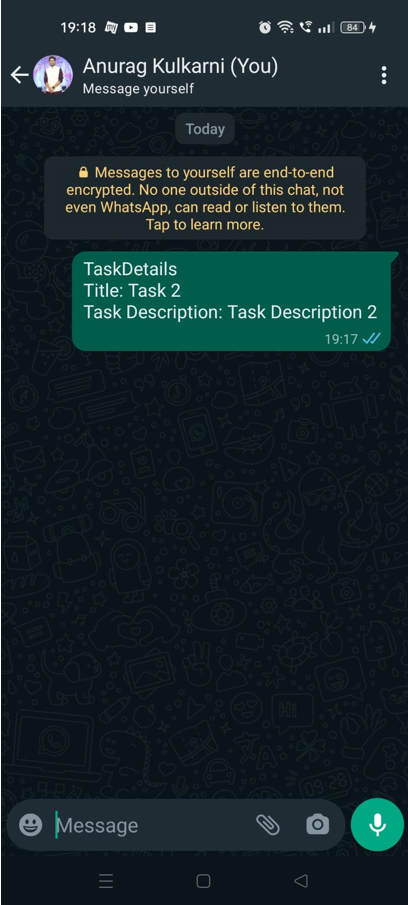 19:18
84
Anurag Kulkarni (You)
Message yourself
Today
Messages to yourself are end-to-end
encrypted. No one outside of this chat, not
even WhatsApp, can read or listen to them.
Tap to learn more.
TaskDetails
Title: Task 2
Task Description: Task Description 2
19:17
Message